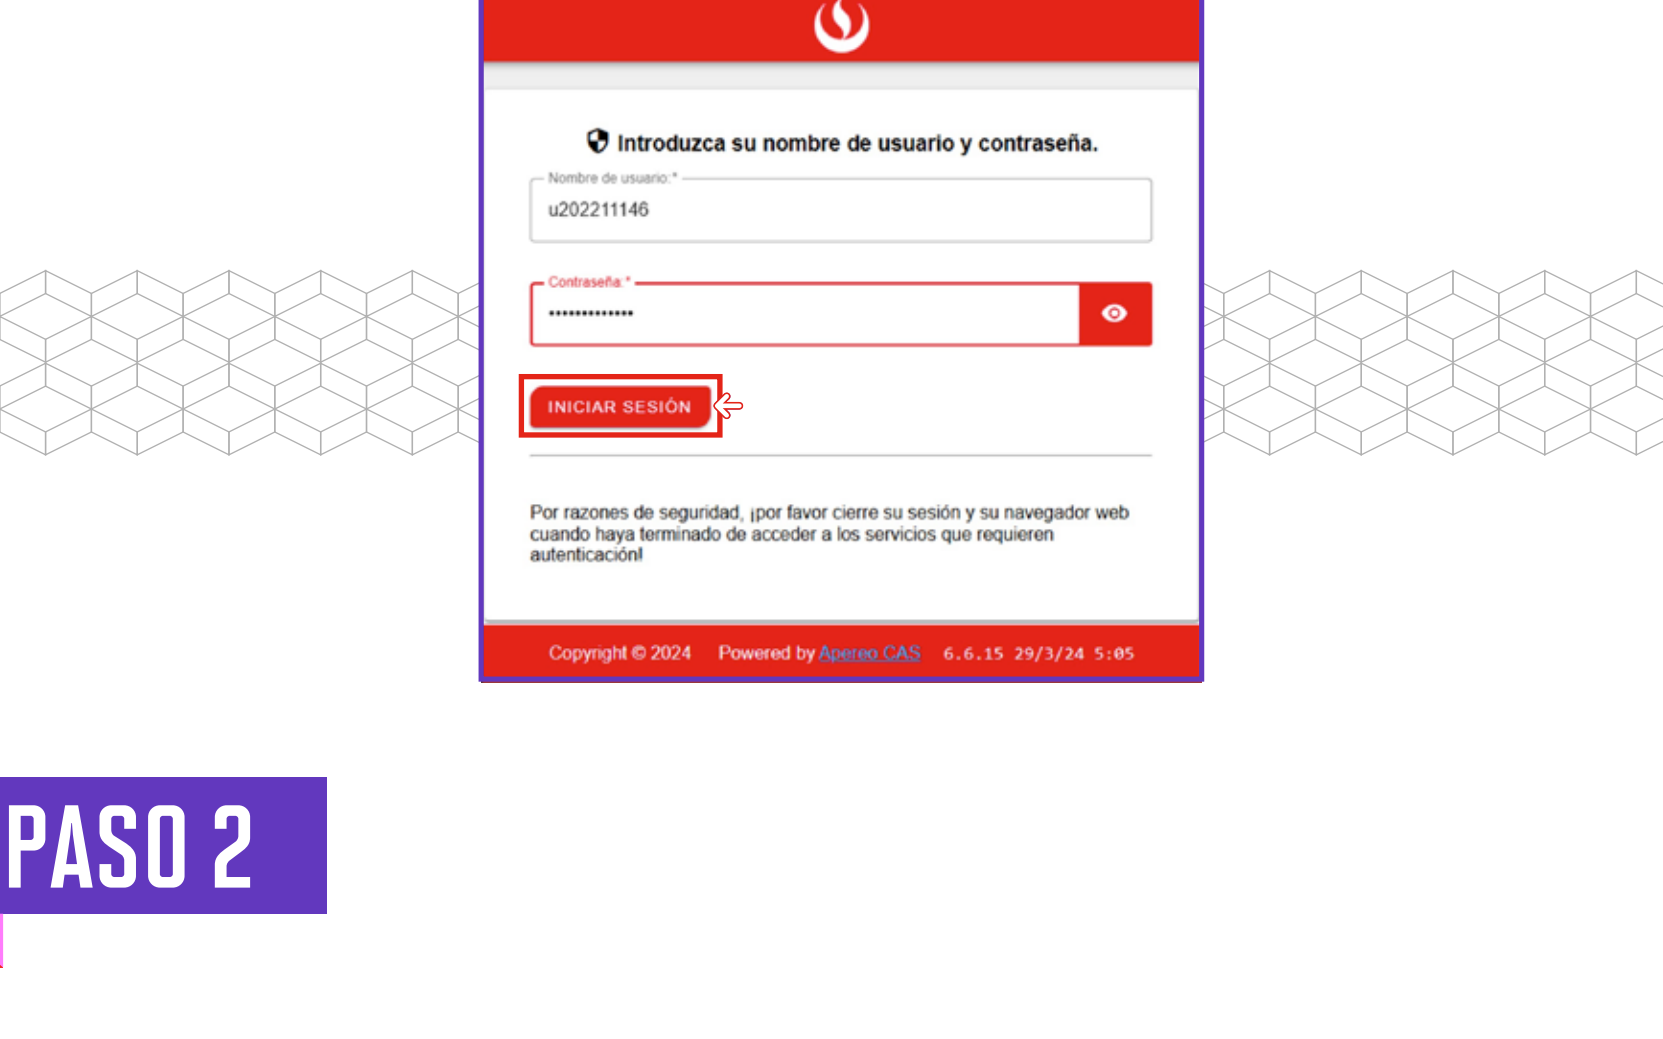 Introduzca su nombre de usuario y contraseña.
Nombre de usuario:*
u202211146
Contraseña:*
•••••••••••••
INICIAR SESIÓN
Por razones de seguridad, ¡por favor cierre su sesión y su navegador web
cuando haya terminado de acceder a los servicios que requieren
autenticación!
Copyright © 2024 Powered by Apereo CAS 6.6.15 29/3/24 5:05
PASO 2